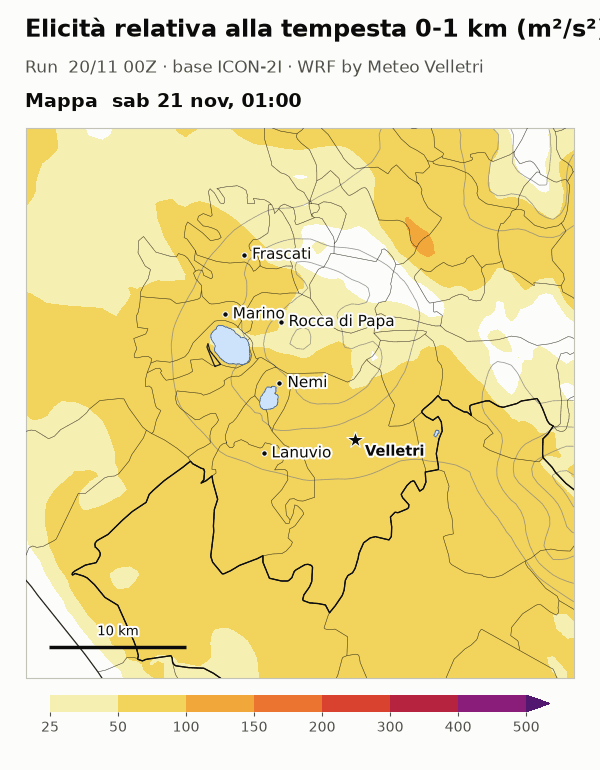 Elicità relativa alla tempesta 0-1 km (m²/s²)
Run  20/11 00Z · base ICON-2I · WRF by Meteo Velletri
Mappa  sab 21 nov, 01:00
Frascati
Marino
Rocca di Papa
Nemi
Velletri
Lanuvio
10 km
25 50 100 150 200 300 400 500